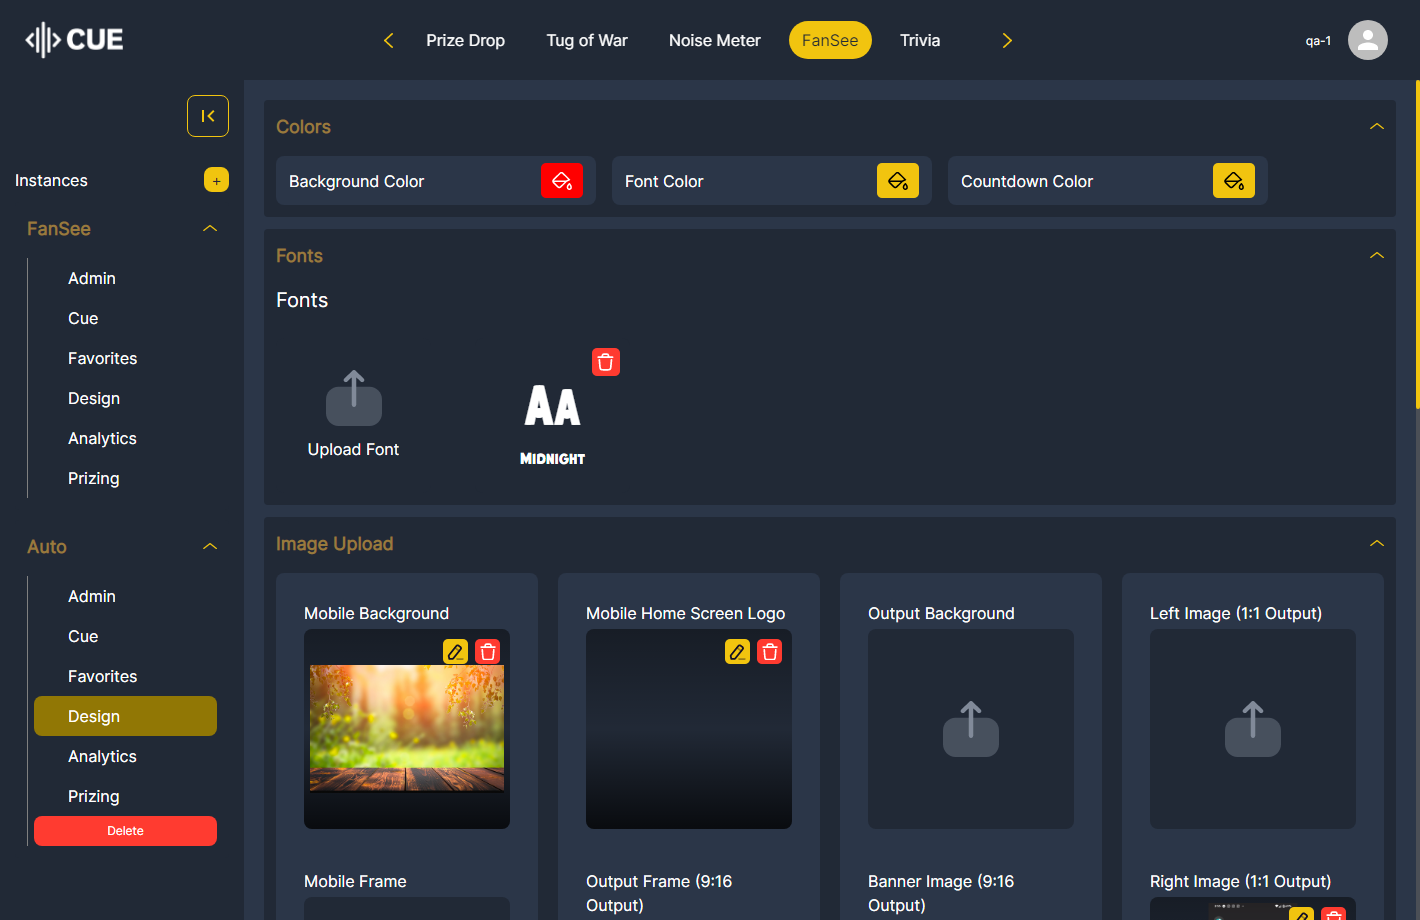 CUE
Prize Drop
Tug of War
Noise Meter
FanSee
Trivia
qa-1
Instances
+
FanSee
Admin
Cue
Favorites
Design
Analytics
Prizing
Auto
Admin
Cue
Favorites
Design
Analytics
Prizing
Delete
Colors
Background Color
Font Color
Countdown Color
Fonts
Fonts
Upload Font
AA
MIDNIGHT
Image Upload
Mobile Background
Mobile Home Screen Logo
Output Background
Left Image (1:1 Output)
Mobile Frame
Output Frame (9:16
Output)
Banner Image (9:16
Output)
Right Image (1:1 Output)